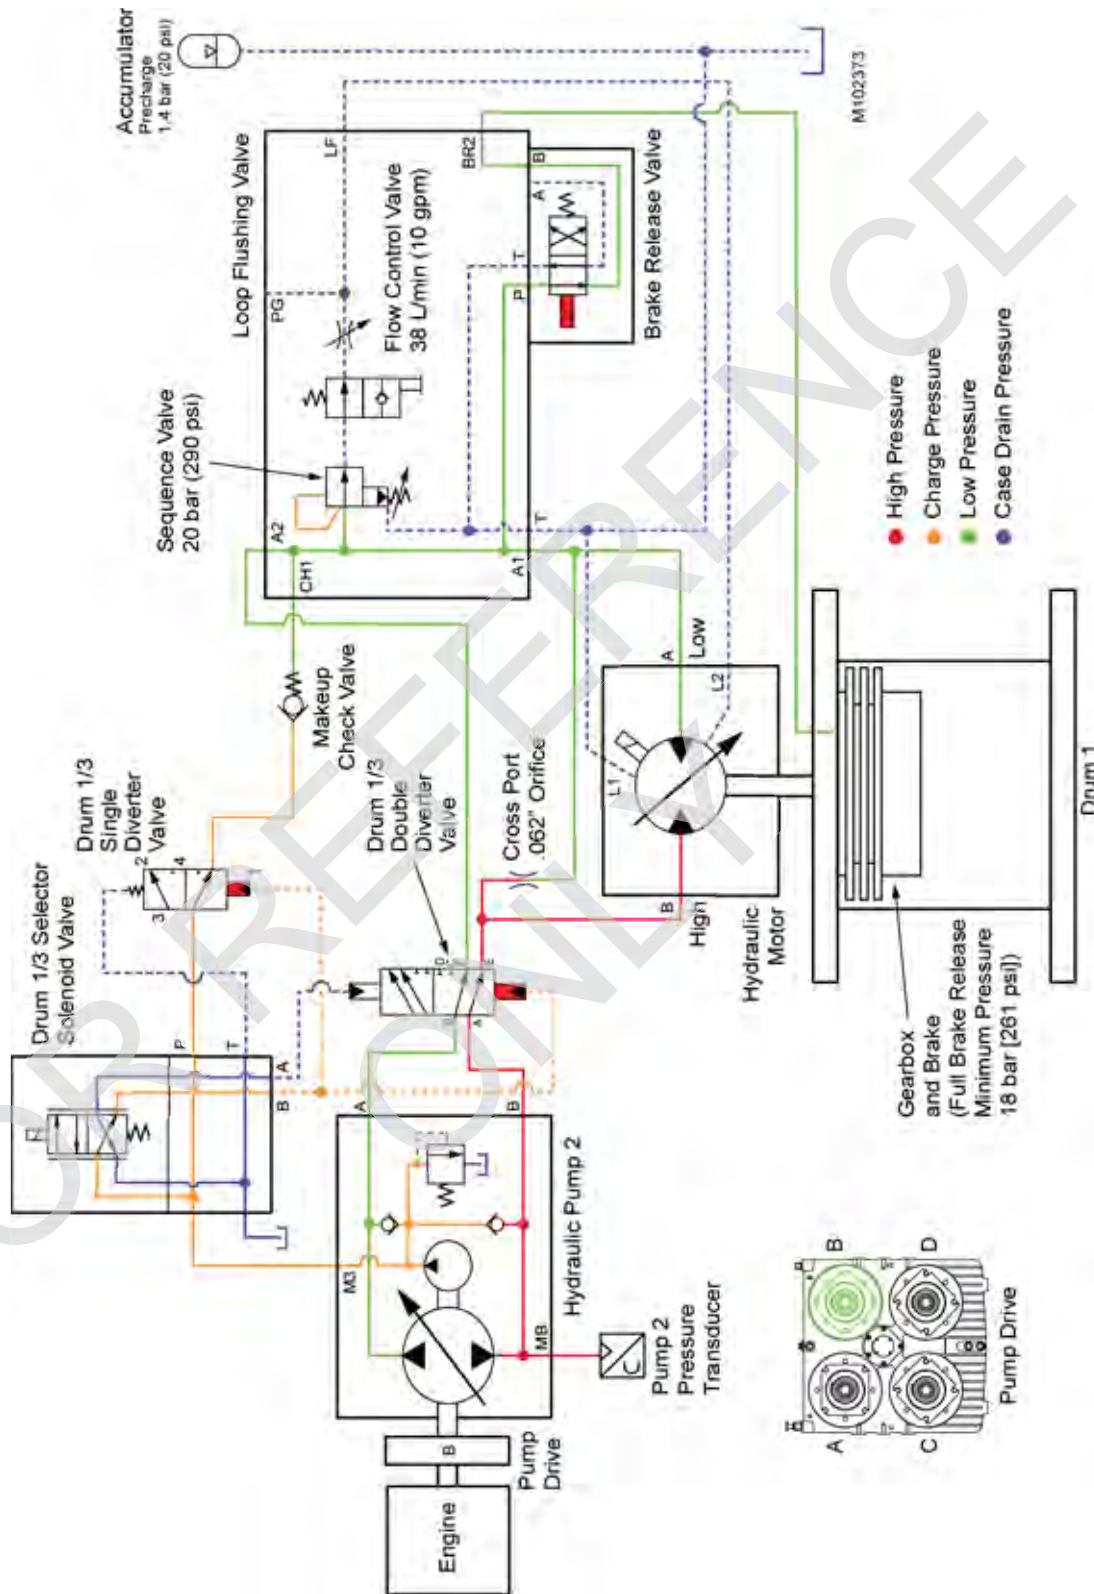 Accumulator
Precharge
1.4 bar (20 psi)
Loop Flushing Valve
Sequence Valve
20 bar (290 psi)
Flow Control Valve
38 L/min (10 gpm)
PG
LF
A2
CH1
A1
T
P
T
A
B
BR2
Brake Release Valve
M102373
Makeup
Check Valve
Drum 1/3
Single
Diverter
Valve
2
4
3
Drum 1/3 Selector
Solenoid Valve
P
T
A
B
Drum 1/3
Double
Diverter
Valve
D
E
B
A
Cross Port
.062" Orifice
A
Low
L1
L2
B
High
Hydraulic
Motor
High Pressure
Charge Pressure
Low Pressure
Case Drain Pressure
Gearbox
and Brake
(Full Brake Release
Minimum Pressure
18 bar [261 psi])
Drum 1
M3
A
B
MB
Hydraulic Pump 2
Pump 2
Pressure
Transducer
Engine
B
Pump
Drive
A
B
C
D
Pump Drive
FOR REFERENCE
ONLY